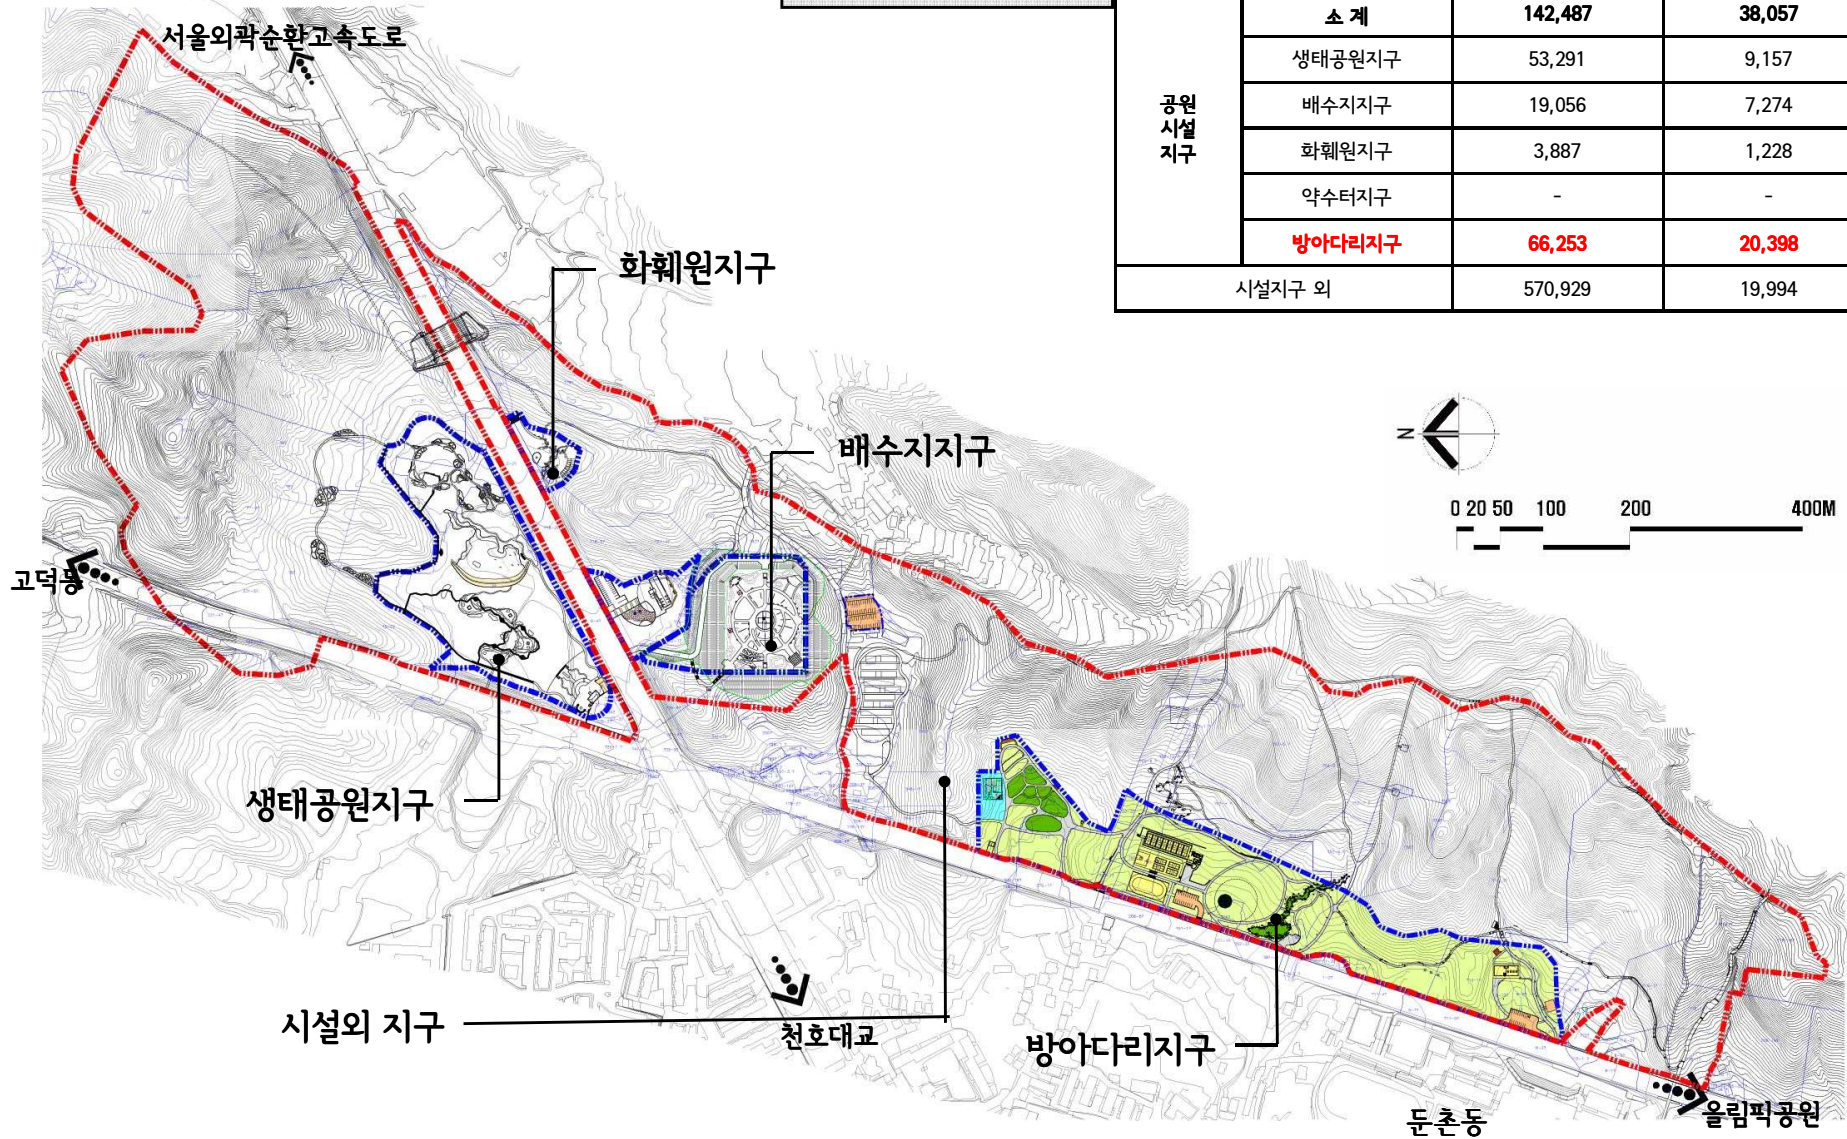 소 계 142,487 38,057
생태공원지구 53,291 9,157
공원
시설
지구
배수지지구 19,056 7,274
화훼원지구 3,887 1,228
약수터지구 - -
방아다리지구 66,253 20,398
시설지구 외 570,929 19,994
서울외곽순환고속도로
화훼원지구
배수지지구
N
0 20 50 100 200 400M
고덕동
생태공원지구
시설외 지구
천호대교
방아다리지구
둔촌동
올림픽공원